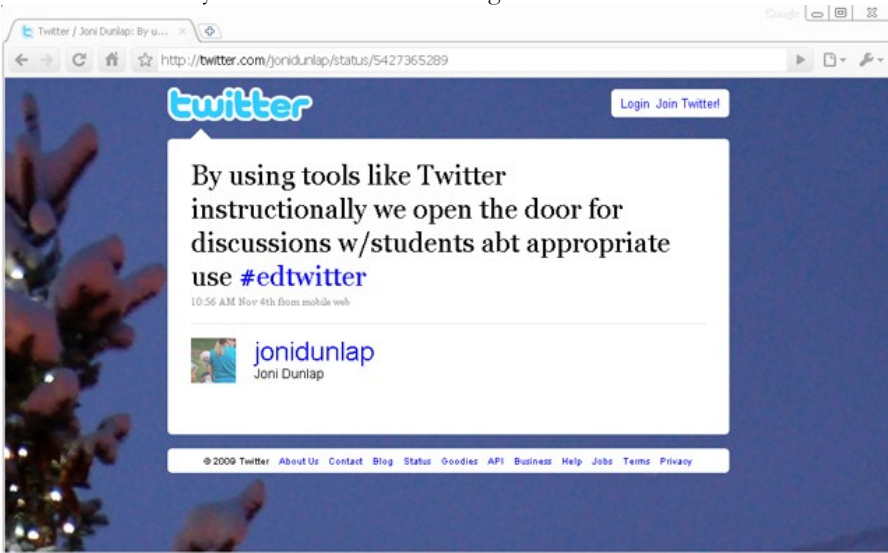 Google
Twitter / Joni Dunlap: By u...
http://twitter.com/jonidunlap/status/5427365289
twitter
Login Join Twitter!
By using tools like Twitter
instructionally we open the door for
discussions w/students abt appropriate
use #edtwitter
10:56 AM Nov 4th from mobile web
jonidunlap
Joni Dunlap
© 2009 Twitter About Us Contact Blog Status Goodies API Business Help Jobs Terms Privacy